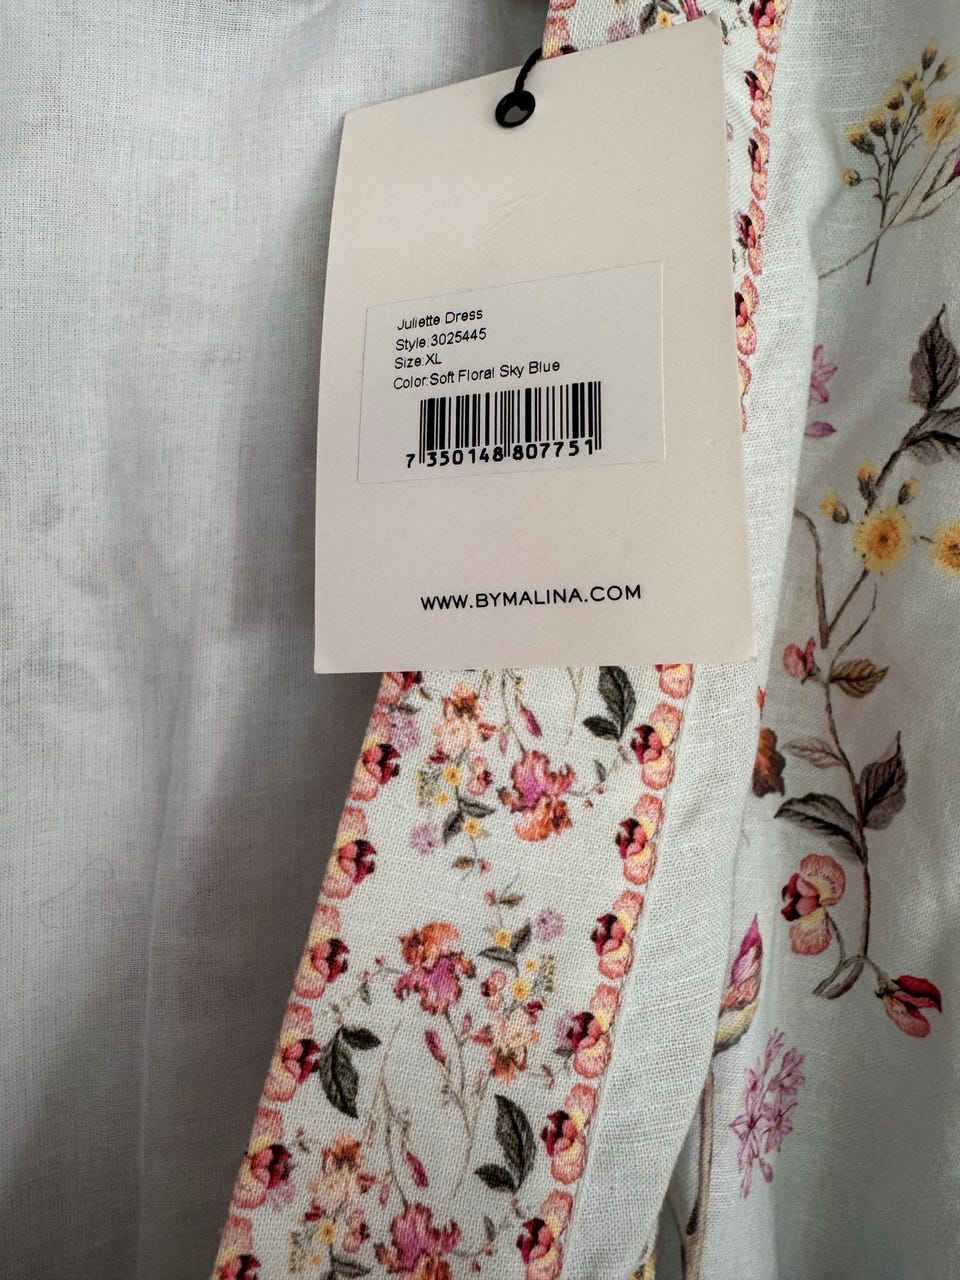 Juliette Dress
Style:3025445
Size:XL
Color:Soft Floral Sky Blue
7 350148 807751
WWW.BYMALINA.COM